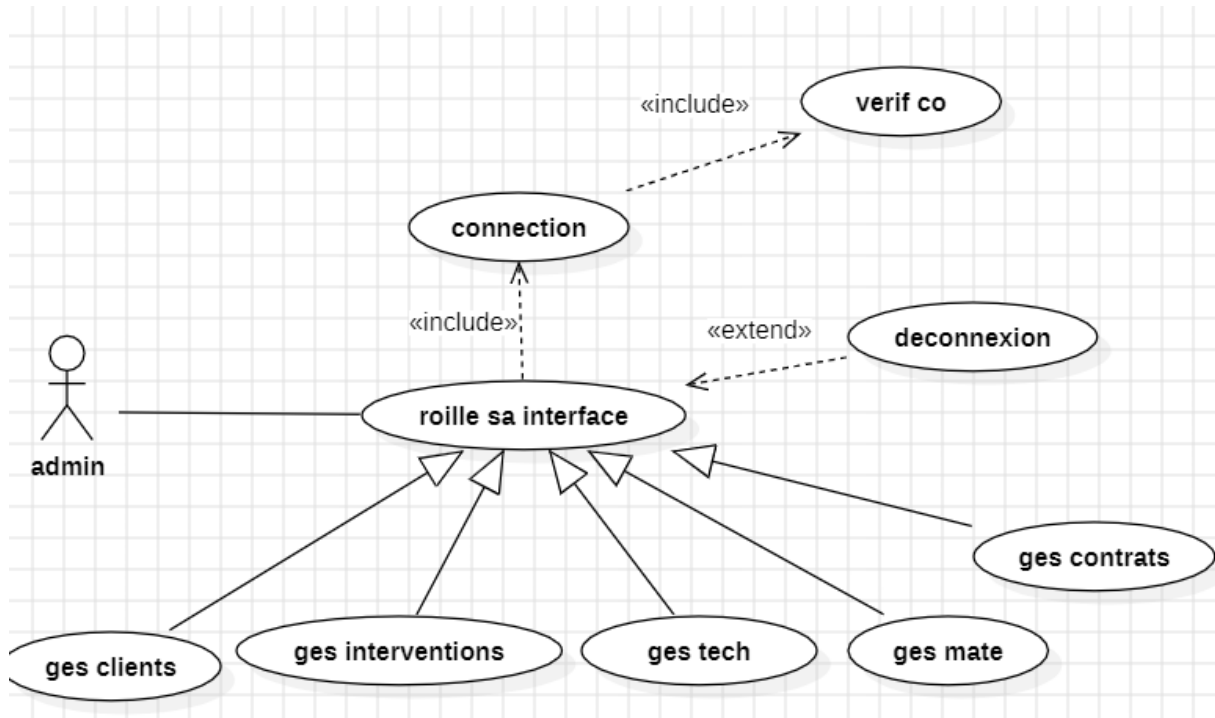 «include»
verif co
connection
«include»
«extend»
deconnexion
roille sa interface
admin
ges contrats
ges clients
ges interventions
ges tech
ges mate